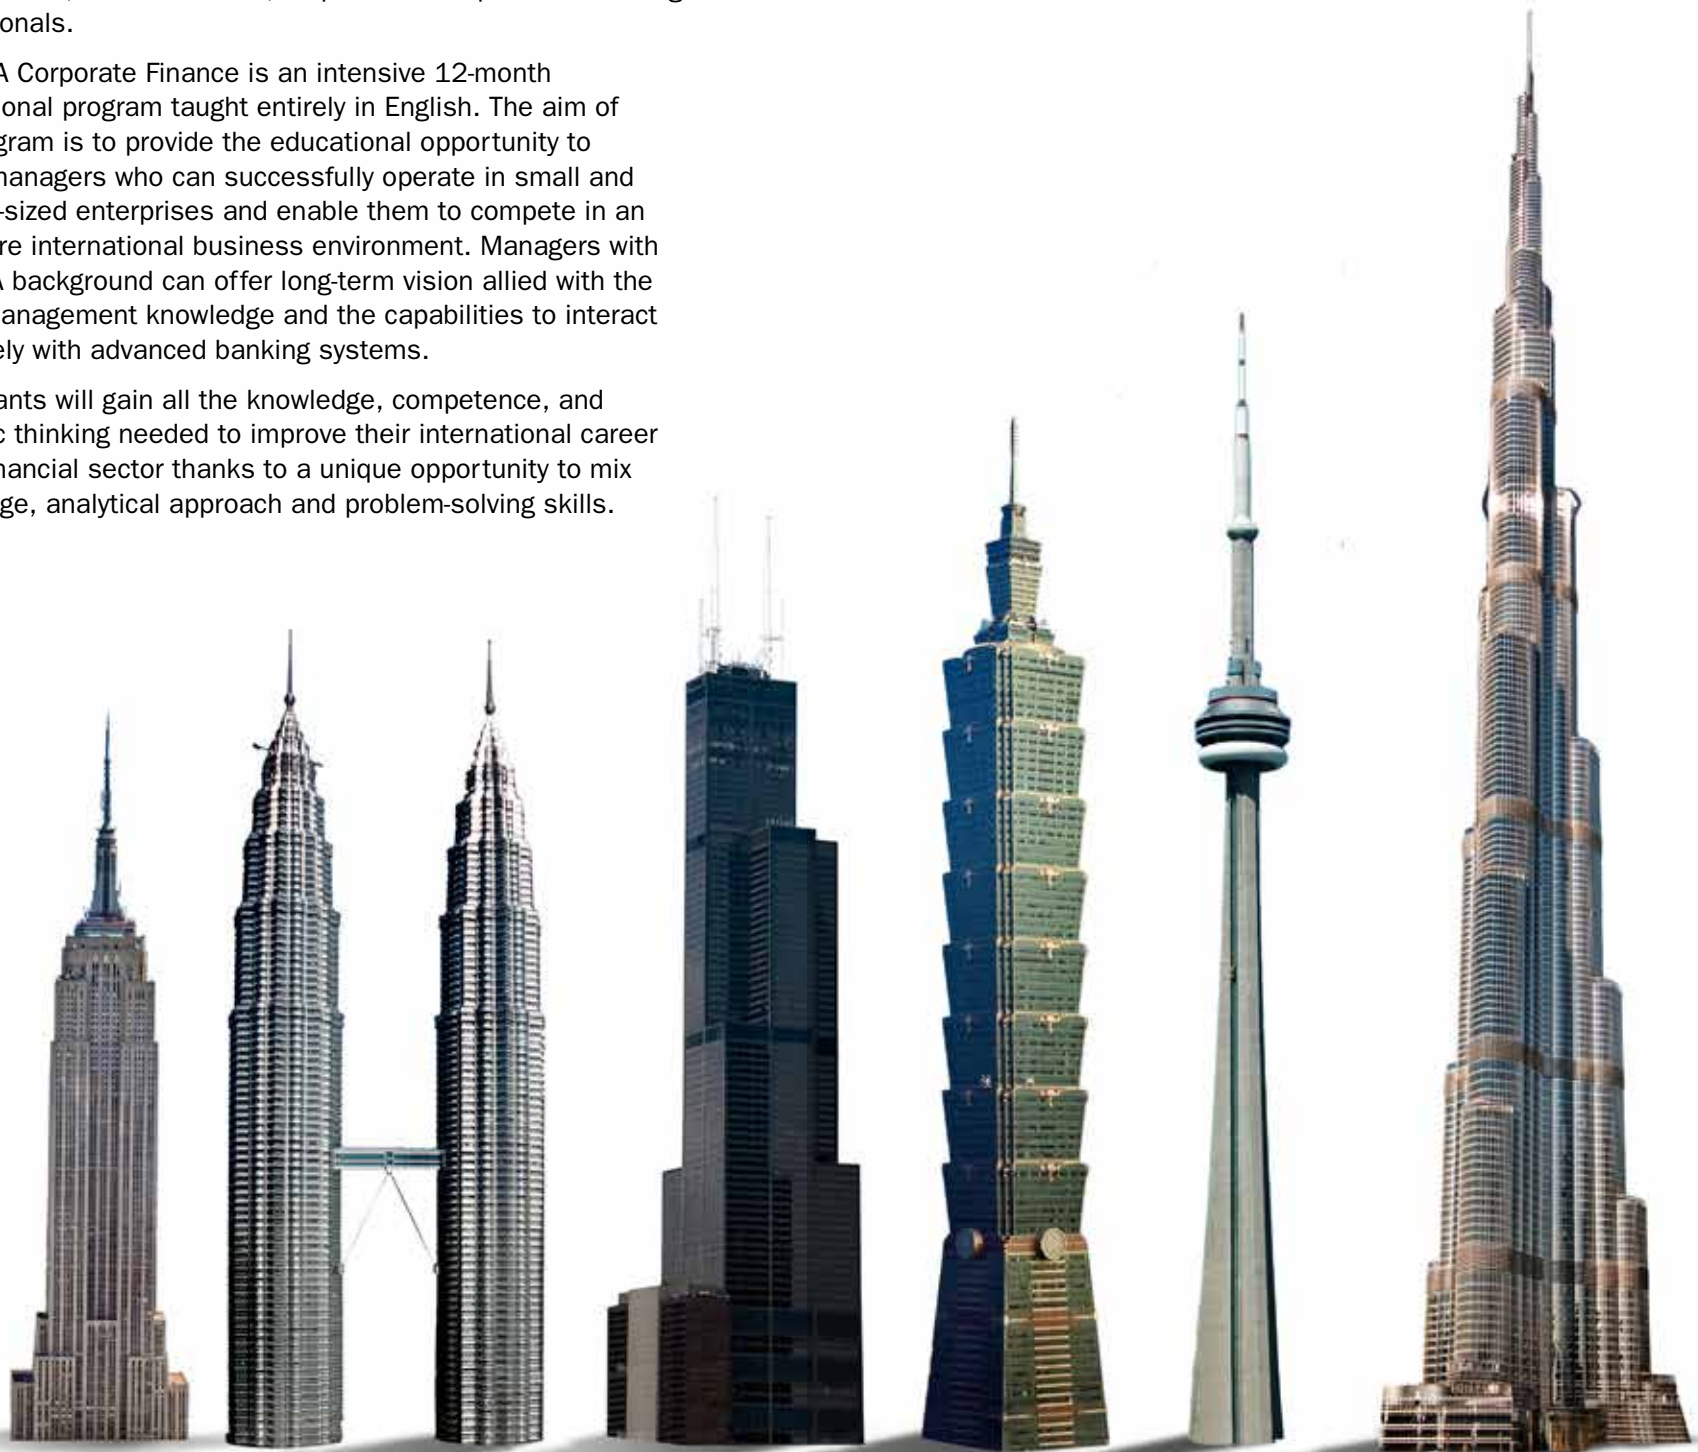 onals.
A Corporate Finance is an intensive 12-month
onal program taught entirely in English. The aim of
gram is to provide the educational opportunity to
managers who can successfully operate in small and
-sized enterprises and enable them to compete in an
re international business environment. Managers with
A background can offer long-term vision allied with the
anagement knowledge and the capabilities to interact
ely with advanced banking systems.
ants will gain all the knowledge, competence, and
c thinking needed to improve their international career
nancial sector thanks to a unique opportunity to mix
ge, analytical approach and problem-solving skills.